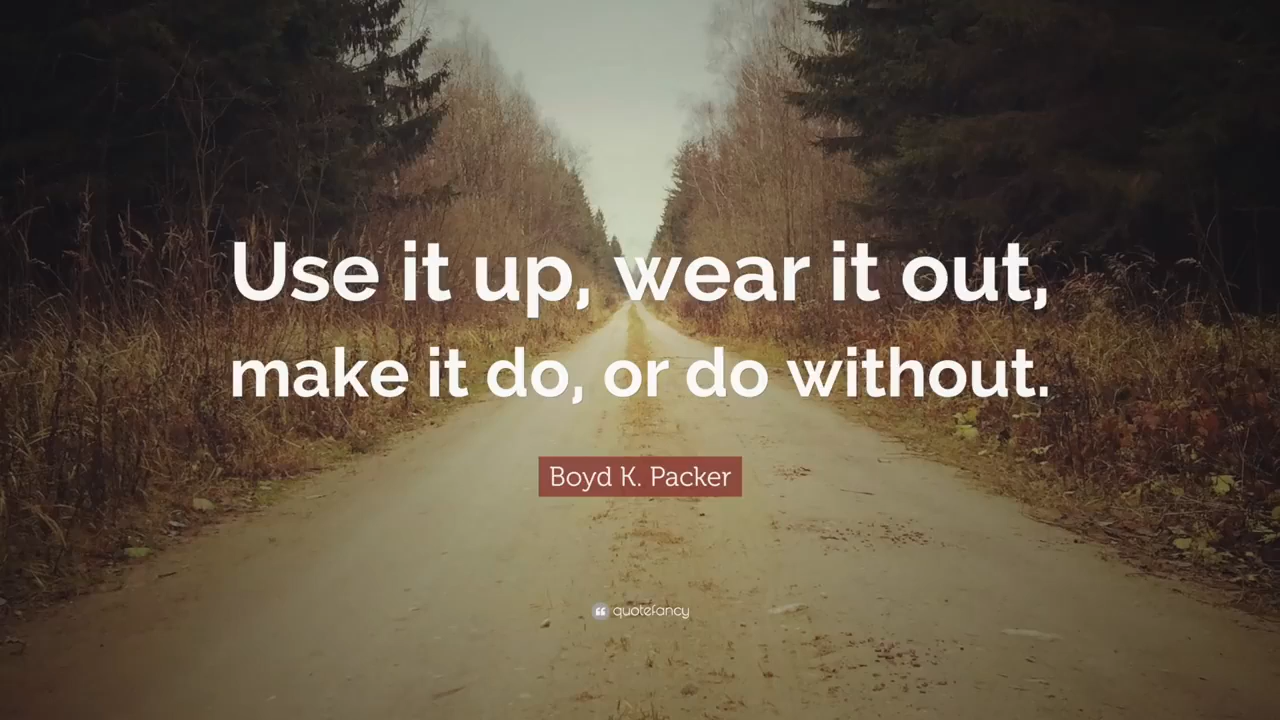 Use it up, wear it out,
make it do, or do without.
Boyd K. Packer
quotefancy